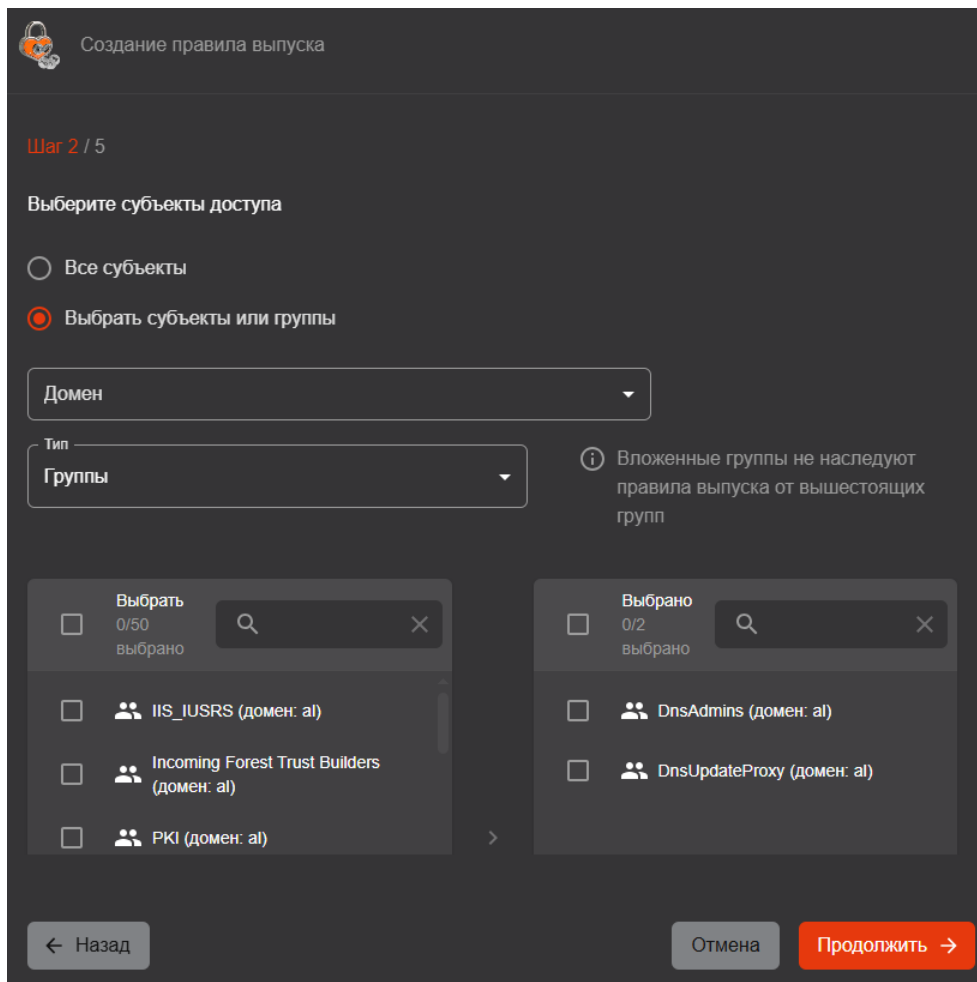 Создание правила выпуска
Шаг 2 / 5
Выберите субъекты доступа
Все субъекты
Выбрать субъекты или группы
Домен
Тип
Группы
Вложенные группы не наследуют
правила выпуска от вышестоящих
групп
Выбрать
0/50
выбрано
IIS_IUSRS (домен: al)
Incoming Forest Trust Builders
(домен: al)
PKI (домен: al)
Выбрано
0/2
выбрано
DnsAdmins (домен: al)
DnsUpdateProxy (домен: al)
Назад
Отмена
Продолжить